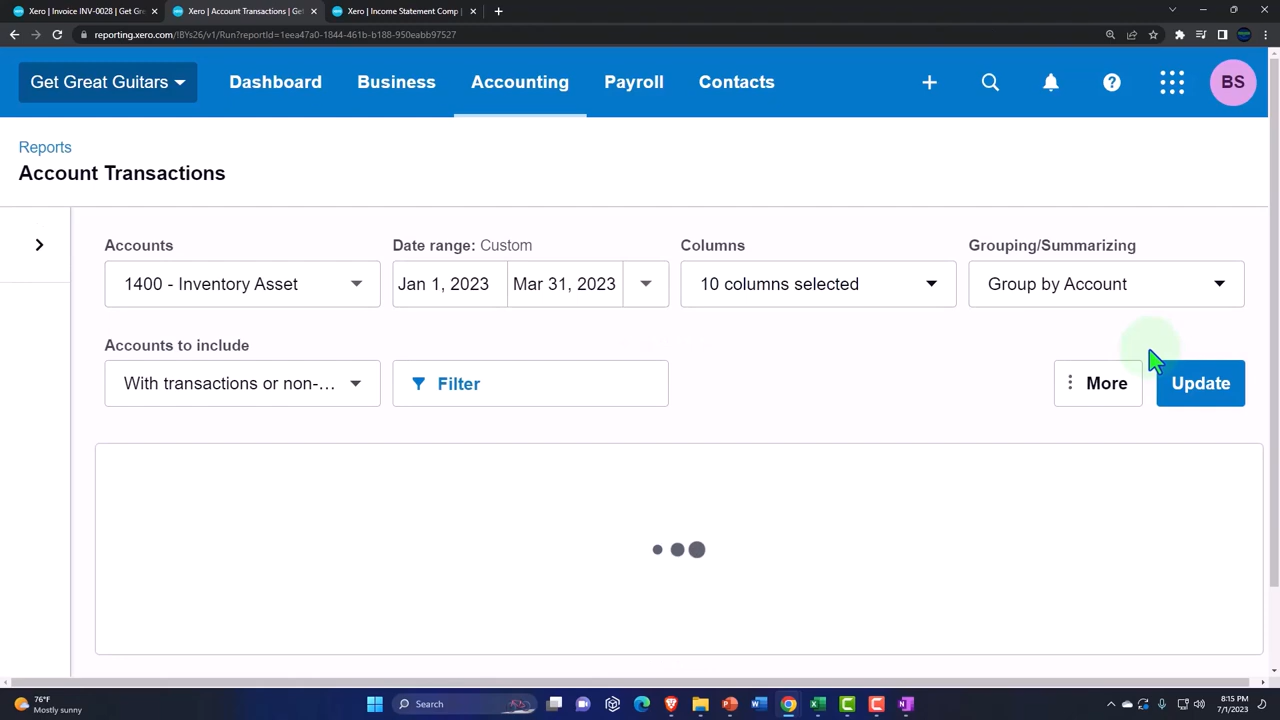 Xero | Invoice INV-0028 | Get Gre
Xero | Account Transactions | Get
Xero | Income Statement Comp |
reporting.xero.com/IBYs26/v1/Run?reportId=1eea47a0-1844-461b-b188-950eabb97527
Get Great Guitars
Dashboard
Business
Accounting
Payroll
Contacts
BS
Reports
Account Transactions
Accounts
Date range: Custom
Columns
Grouping/Summarizing
1400 - Inventory Asset
Jan 1, 2023
Mar 31, 2023
10 columns selected
Group by Account
Accounts to include
With transactions or non-...
Filter
More
Update
76°F
Mostly sunny
Search
8:15 PM
7/1/2023